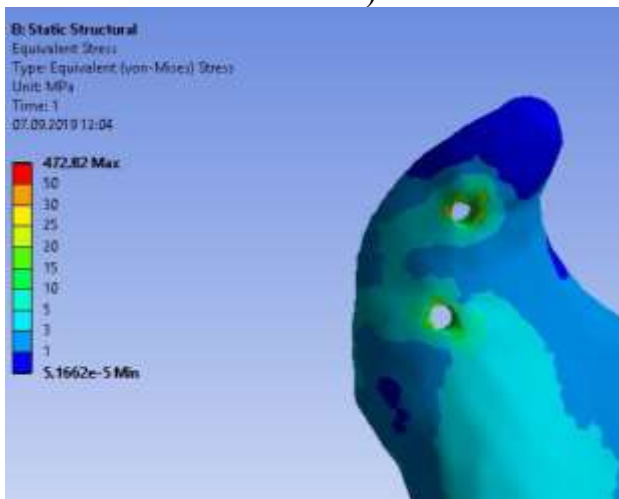 )
B: Static Structural
Equivalent Stress
Type: Equivalent (von-Mises) Stress
Unit: MPa
Time: 1
07.09.2019 12:04
472.82 Max
50
30
25
20
15
10
5
3
1
5.1662e-5 Min